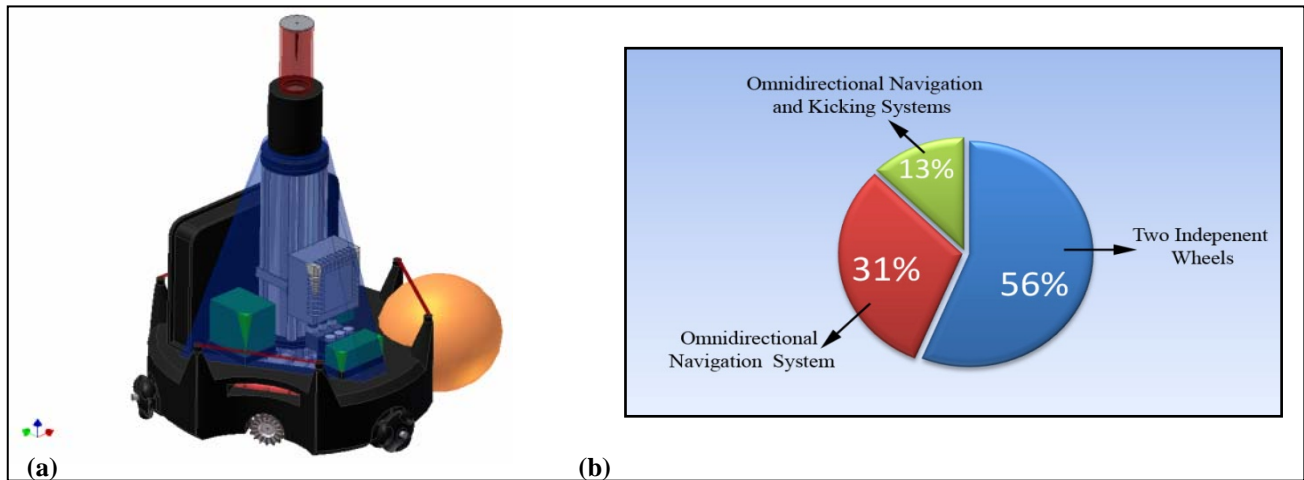 Omnidirectional Navigation
and Kicking Systems
13%
Two Indepenent
Wheels
31%
56%
Omnidirectional
Navigation System
(a)
(b)